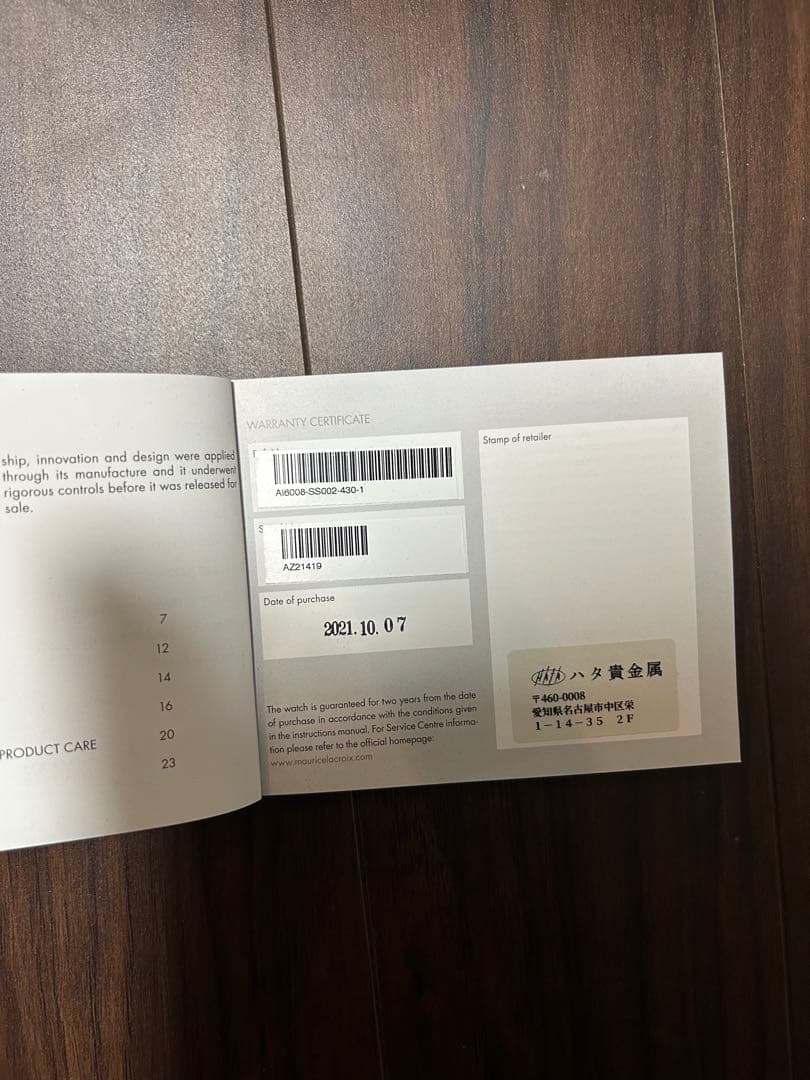 ship, innovation and design were applied
through its manufacture and it underwent
rigorous controls before it was released for
sale.
7
12
14
16
PRODUCT CARE 20
23
WARRANTY CERTIFICATE
AI6008-SS002-430-1
S
AZ21419
Date of purchase
2021.10.07
The watch is guaranteed for two years from the date
of purchase in accordance with the conditions given
in the instructions manual. For Service Centre informa-
tion please refer to the official homepage:
www.mauricelacroix.com
Stamp of retailer
HATA ハタ貴金属
〒460-0008
愛知県名古屋市中区栄
1-14-35 2F